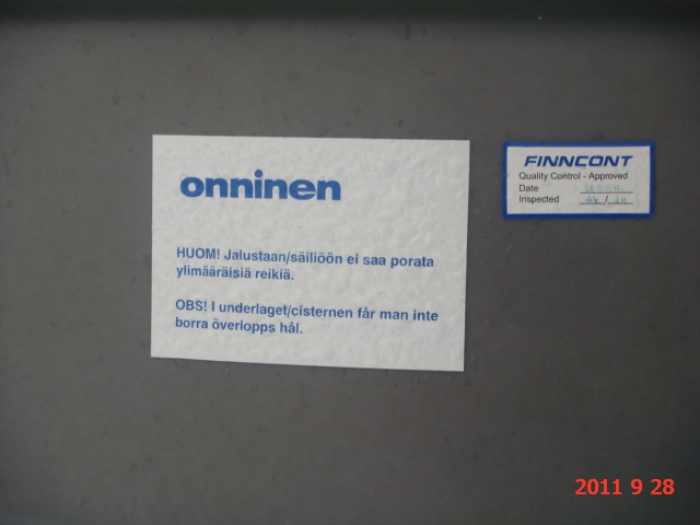 onninen
HUOM! Jalustaan/säiliöön ei saa porata
ylimääräisiä reikiä.
OBS! I underlaget/cisternen får man inte
borra överlopps hål.
FINNCONT
Quality Control - Approved
Date
Inspected
2011 9 28